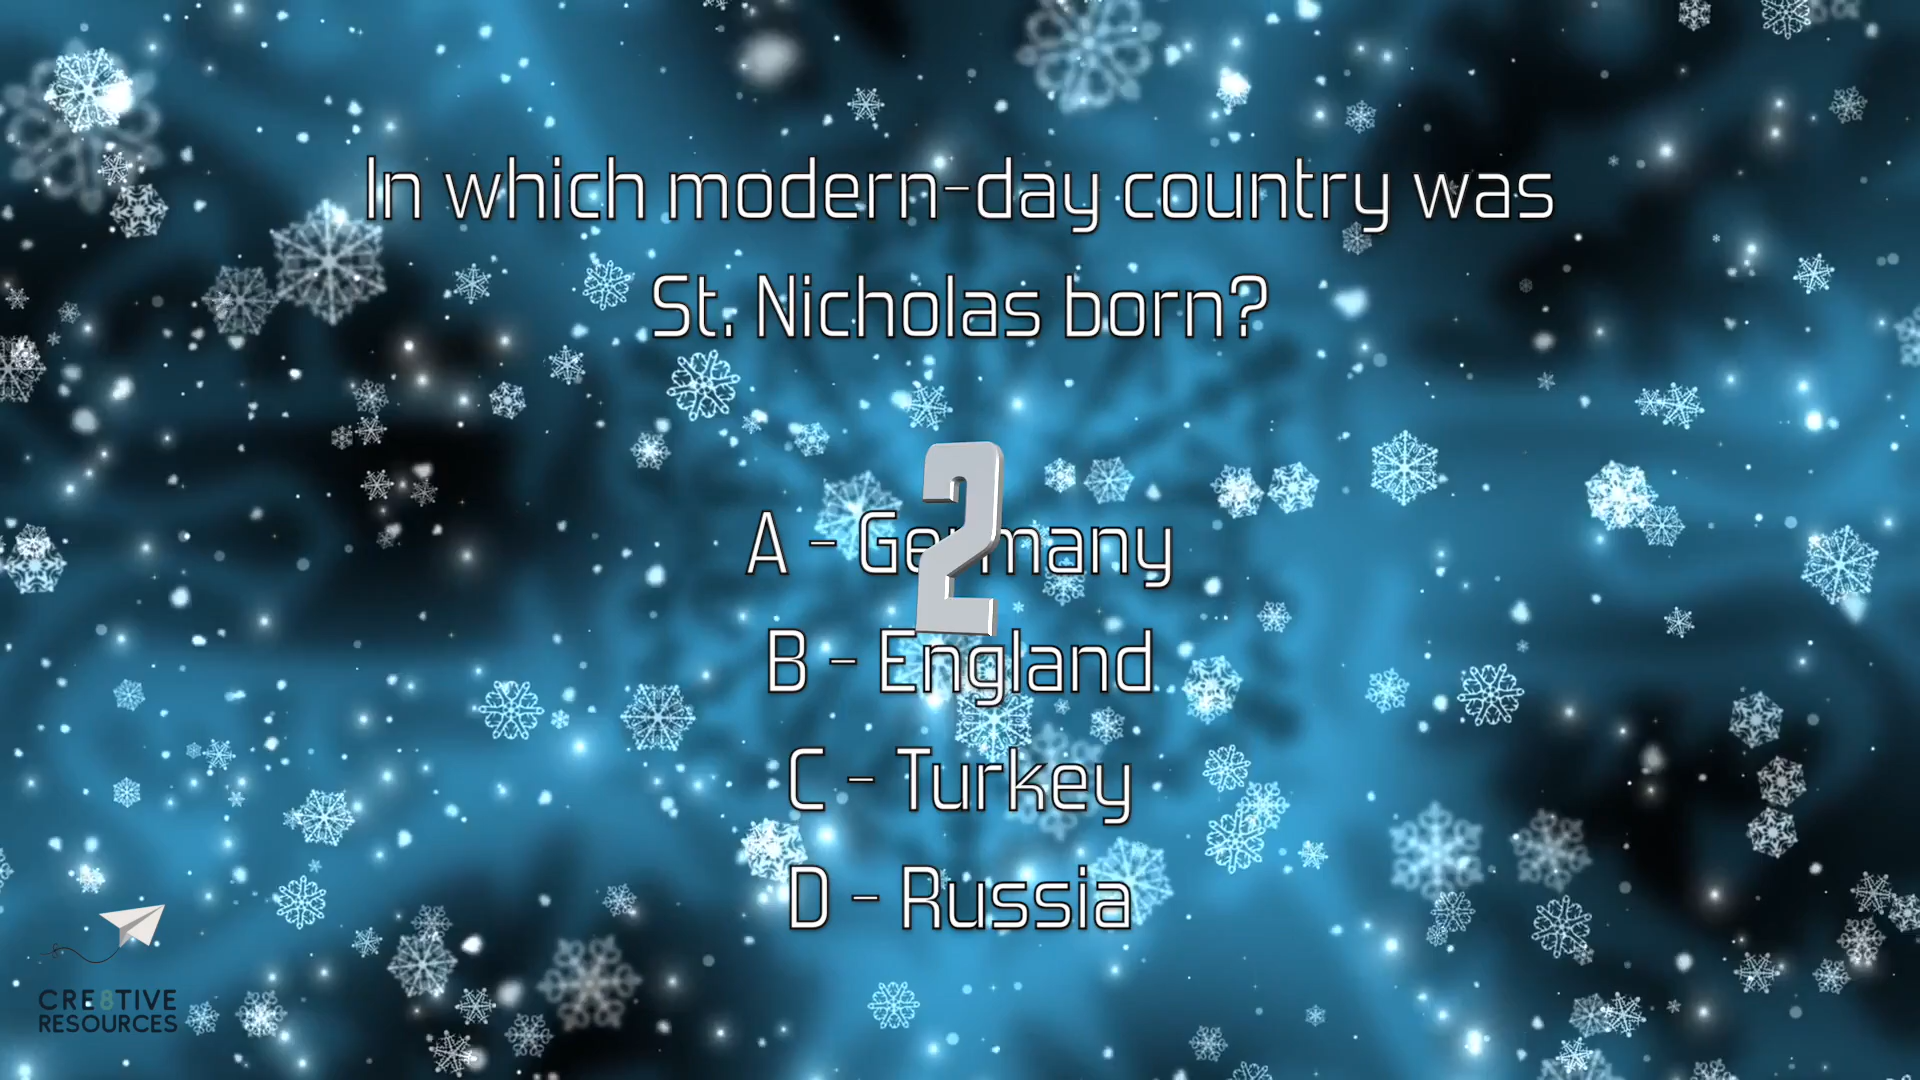 In which modern-day country was
St. Nicholas born?
2
A - Germany
B - England
C - Turkey
D - Russia
CRE8TIVE
RESOURCES